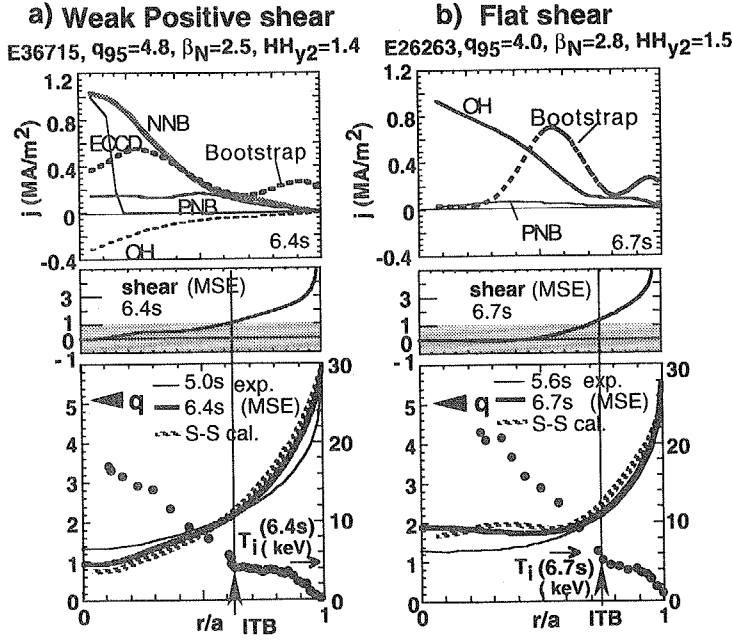 a) Weak Positive shear
E36715, q95=4.8, βN=2.5, HHy2=1.4
1.2
0.8
0.4
0
-0.4
j (MA/m²)
NNB
ECCD
Bootstrap
PNB
OH
6.4s
3
1
0
-1
shear (MSE)
6.4s
5
4
3
2
1
0
q
5.0s exp.
6.4s (MSE)
S-S cal.
30
20
10
0
Ti (6.4s)
(keV)
0
r/a
ITB
1
b) Flat shear
E26263, q95=4.0, βN=2.8, HHy2=1.5
1.2
0.8
0.4
0
-0.4
j (MA/m²)
OH
Bootstrap
PNB
6.7s
3
1
0
-1
shear (MSE)
6.7s
5
4
3
2
1
0
q
5.6s exp.
6.7s (MSE)
S-S cal.
30
20
10
0
Ti (6.7s)
(keV)
0
r/a
ITB
1